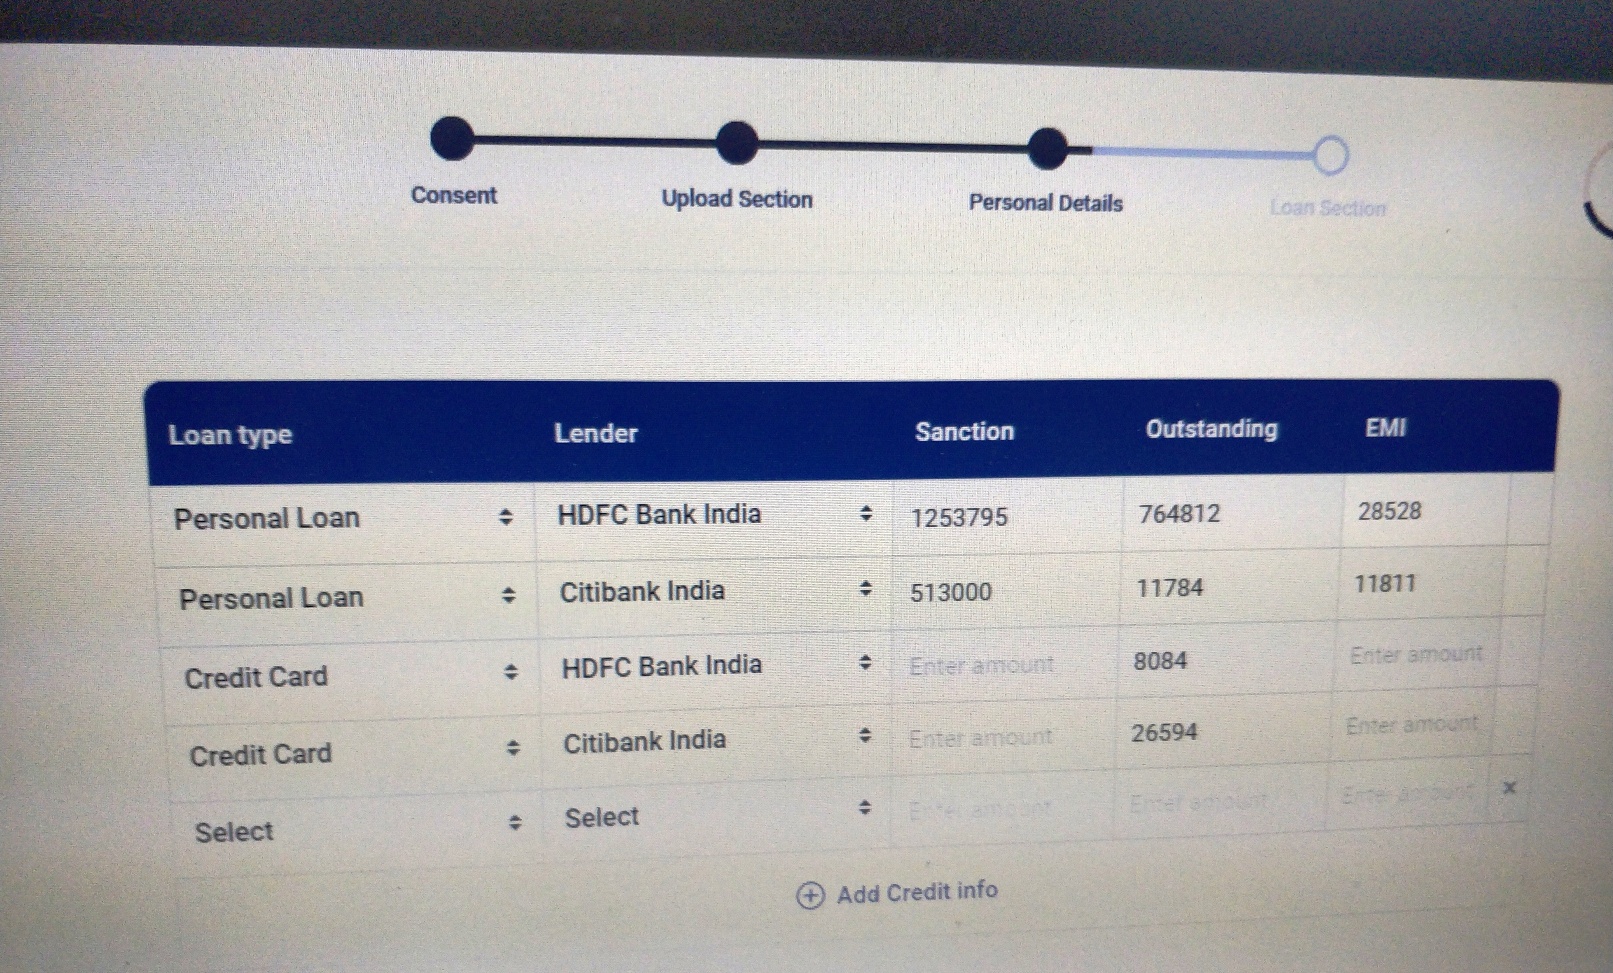 Consent Upload Section Personal Details Loan Section
Loan type Lender Sanction Outstanding EMI
Personal Loan HDFC Bank India 1253795 764812 28528
Personal Loan Citibank India 513000 11784 11811
Credit Card HDFC Bank India Enter amount 8084 Enter amount
Credit Card Citibank India Enter amount 26594 Enter amount
Select Select Enter amount Enter amount Enter amount x
Add Credit info